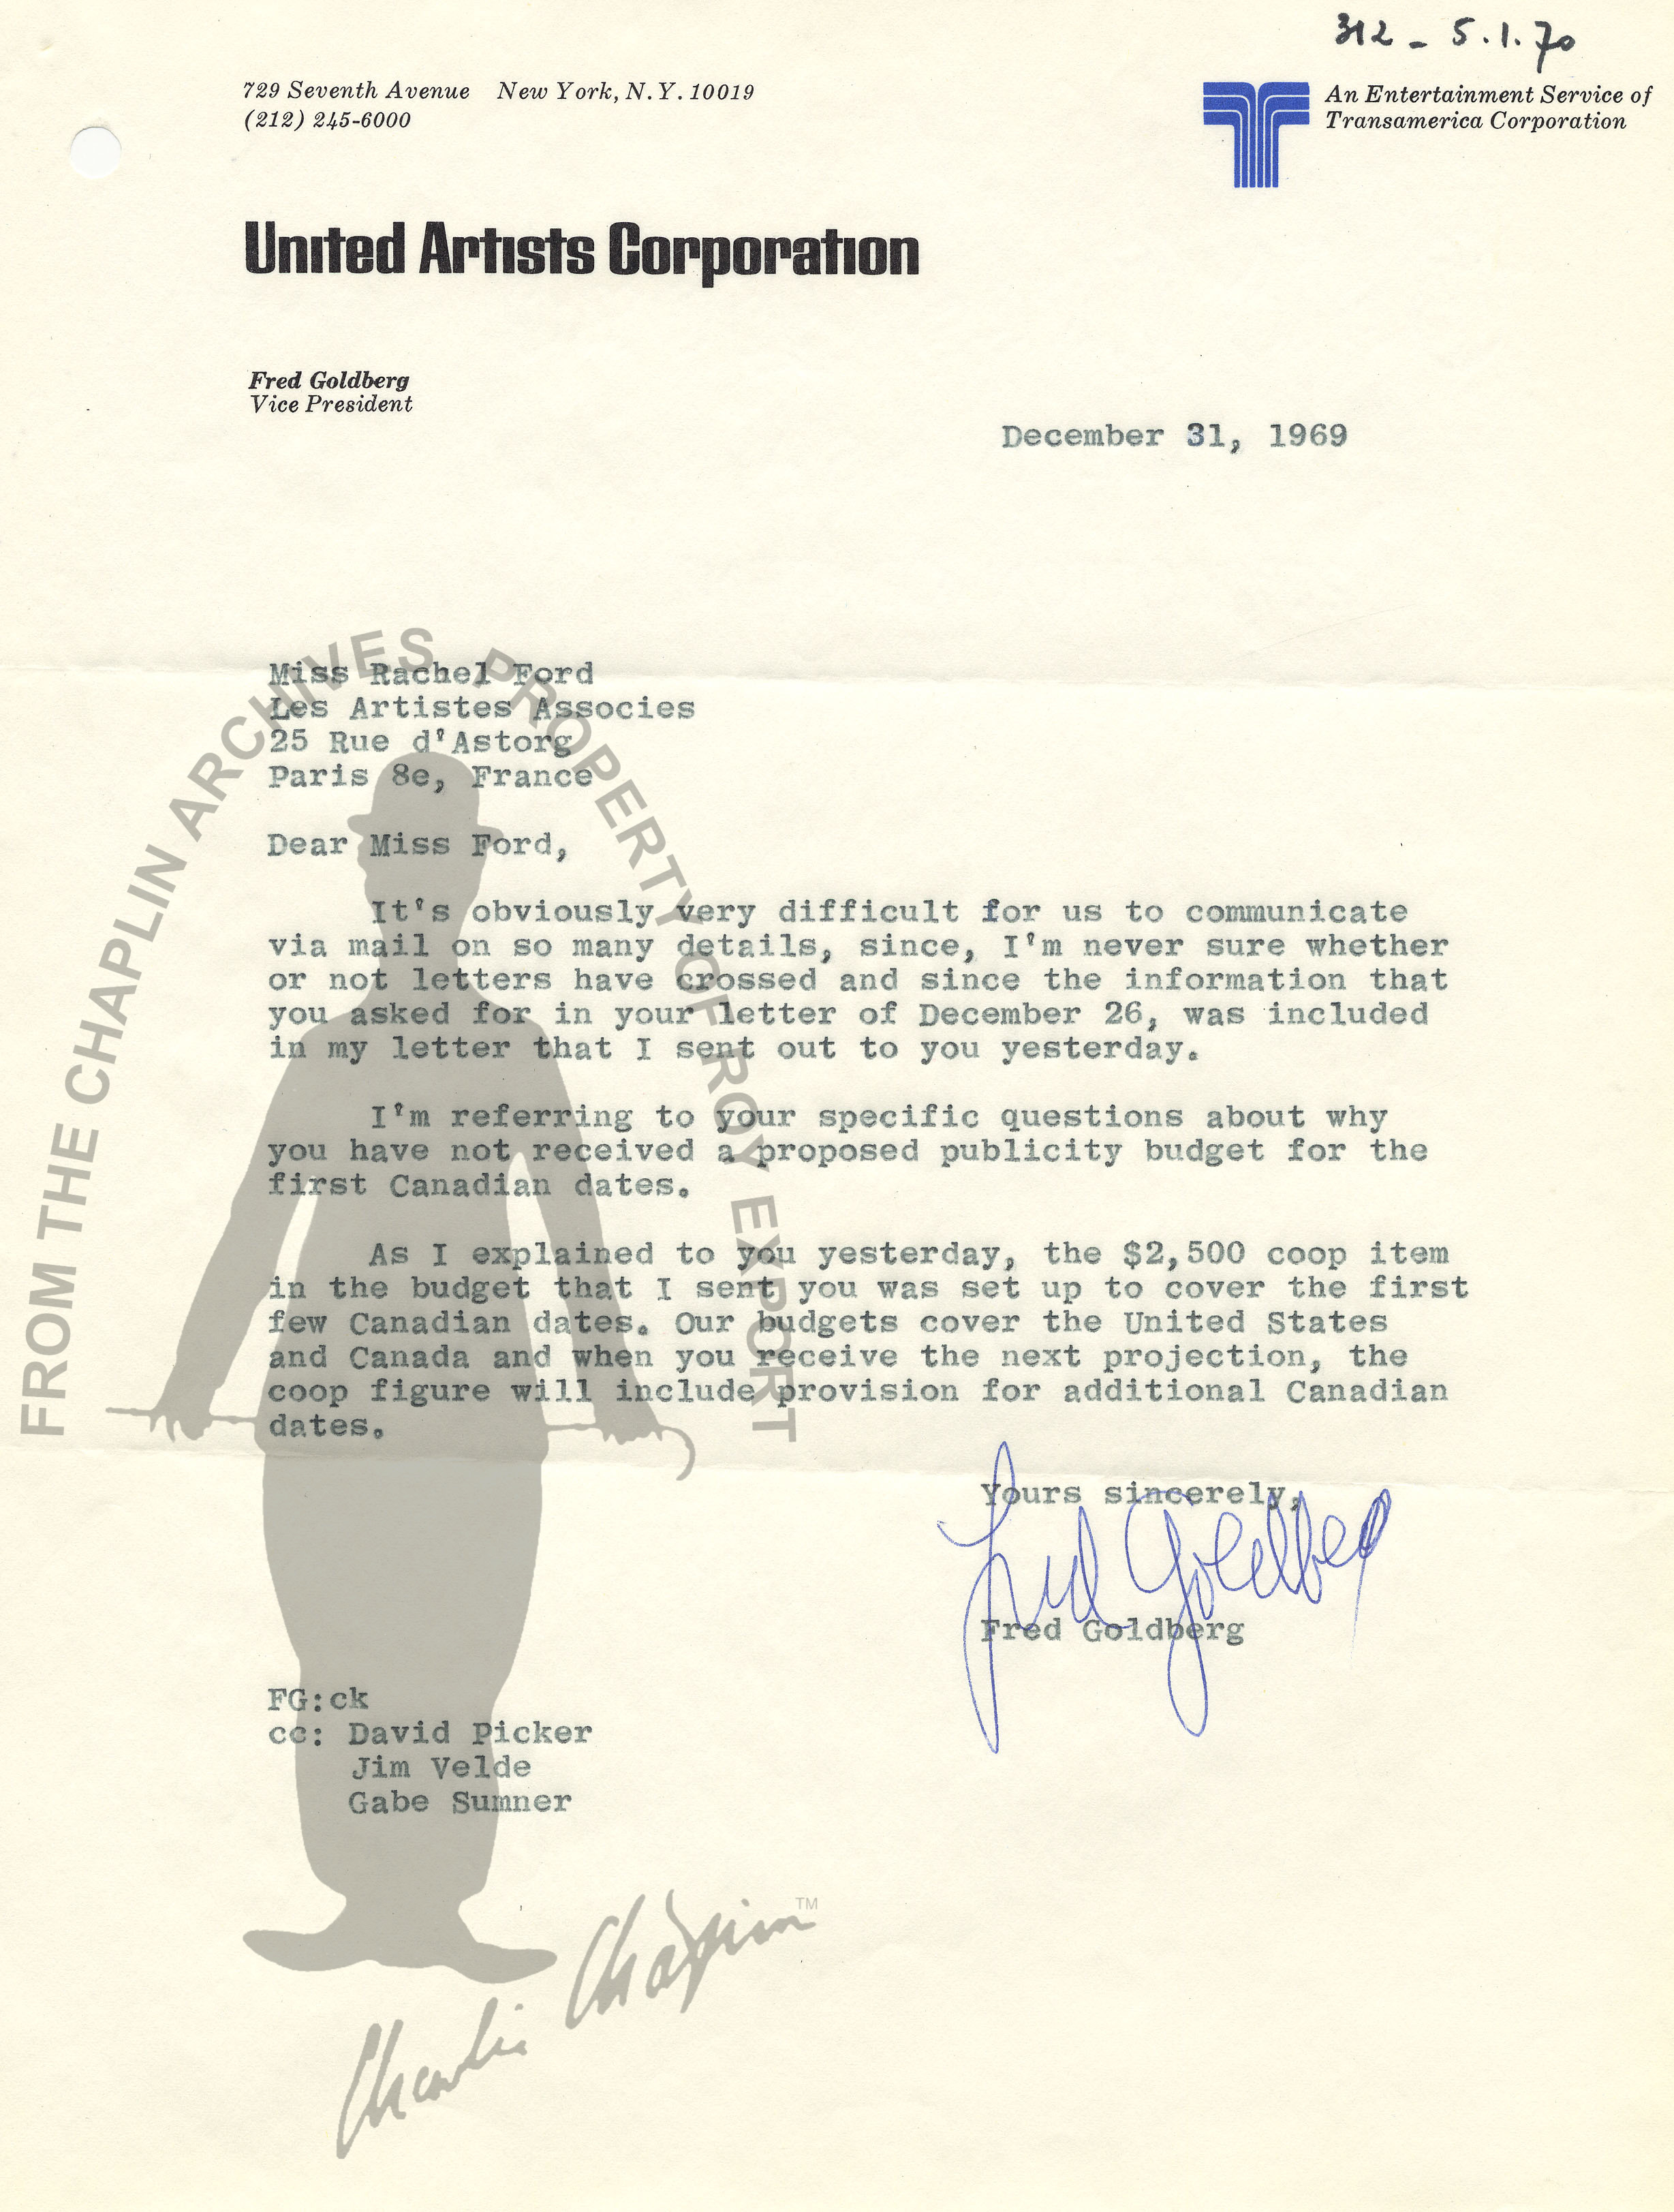 312 - 5.1.70
729 Seventh Avenue New York, N.Y. 10019
(212) 245-6000
An Entertainment Service of
Transamerica Corporation
United Artists Corporation
Fred Goldberg
Vice President
December 31, 1969
Miss Rachel Ford
Les Artistes Associes
25 Rue d'Astorg
Paris 8e, France
Dear Miss Ford,
It's obviously very difficult for us to communicate
via mail on so many details, since, I'm never sure whether
or not letters have crossed and since the information that
you asked for in your letter of December 26, was included
in my letter that I sent out to you yesterday.
I'm referring to your specific questions about why
you have not received a proposed publicity budget for the
first Canadian dates.
As I explained to you yesterday, the $2,500 coop item
in the budget that I sent you was set up to cover the first
few Canadian dates. Our budgets cover the United States
and Canada and when you receive the next projection, the
coop figure will include provision for additional Canadian
dates.
Yours sincerely,
Fred Goldberg
Fred Goldberg
FG:ck
cc: David Picker
Jim Velde
Gabe Sumner
FROM THE CHAPLIN ARCHIVES PROPERTY OF ROY EXPORT
Charlie Chaplin TM